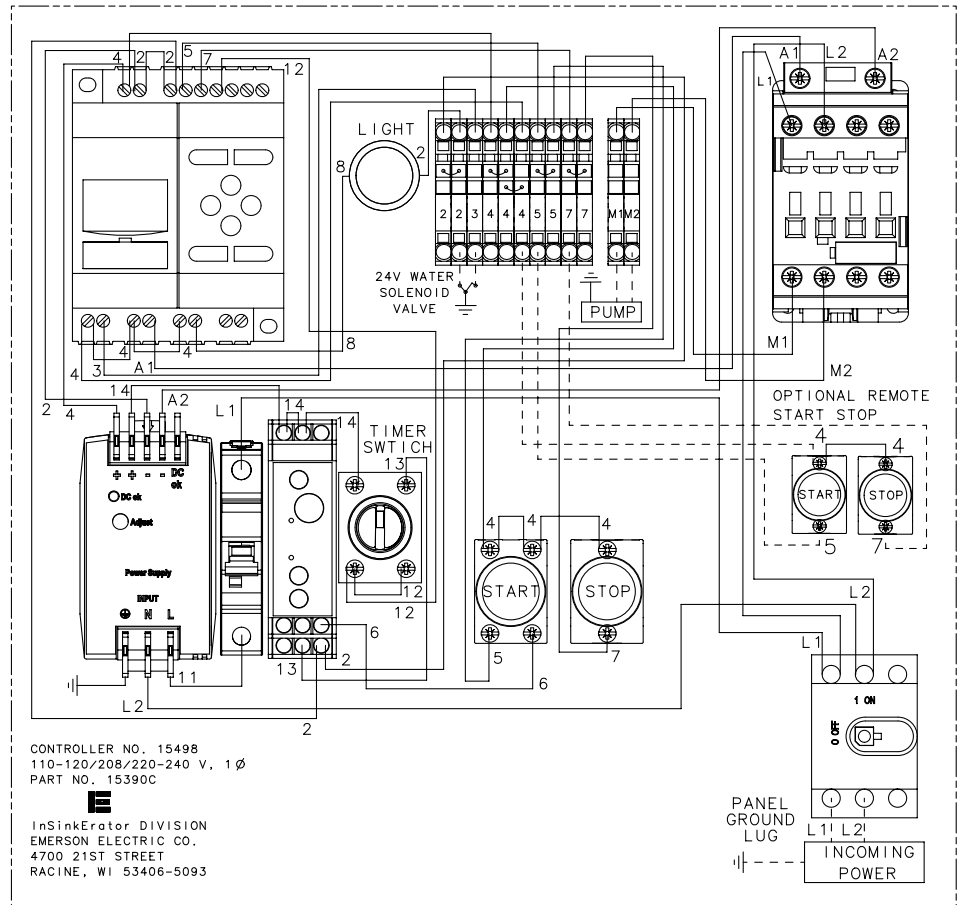 4
2
2
5
7
12
LIGHT
8
2
A1
L2
A2
L1
2 2 3 4 4 4 5 5 7 7 M1 M2
24V WATER
SOLENOID
VALVE
PUMP
4
3
4
A1
4
8
M1
M2
2
4
14
A2
L1
14
14
TIMER
SWTICH
13
OPTIONAL REMOTE
START STOP
4
4
START
STOP
5
7
+ + - - DC
ok
DC ok
Adjust
Power Supply
INPUT
N L
12
12
4
4
4
START
STOP
5
6
7
6
13
2
11
L2
2
L2
L1
1 ON
0 OFF
CONTROLLER NO. 15498
110-120/208/220-240 V, 1Ø
PART NO. 15390C
InSinkErator DIVISION
EMERSON ELECTRIC CO.
4700 21ST STREET
RACINE, WI 53406-5093
PANEL
GROUND
LUG
L1
L2
INCOMING
POWER